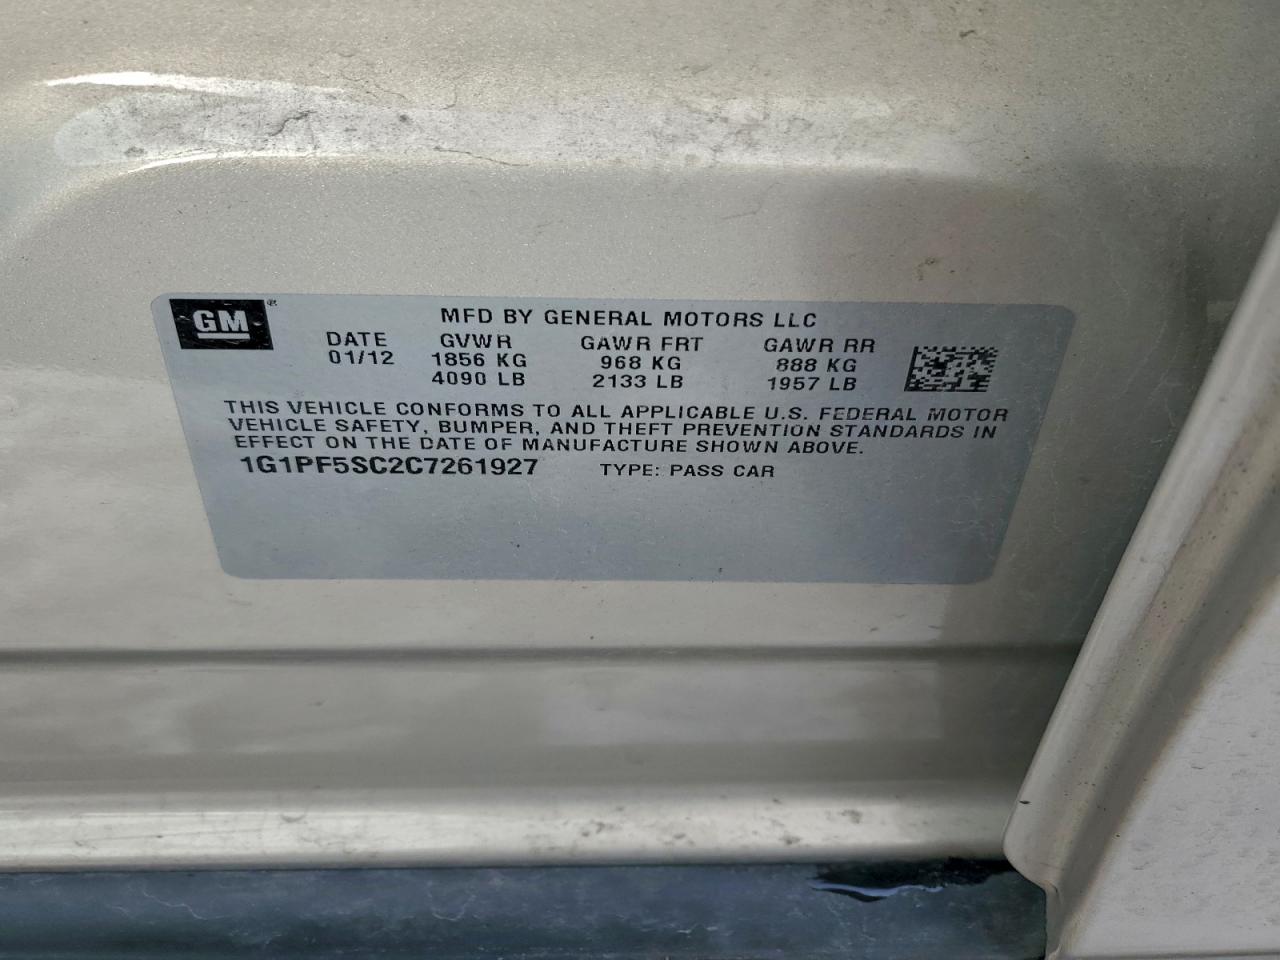 GM ®
MFD BY GENERAL MOTORS LLC
DATE GVWR GAWR FRT GAWR RR
01/12 1856 KG 968 KG 888 KG
4090 LB 2133 LB 1957 LB
THIS VEHICLE CONFORMS TO ALL APPLICABLE U.S. FEDERAL MOTOR
VEHICLE SAFETY, BUMPER, AND THEFT PREVENTION STANDARDS IN
EFFECT ON THE DATE OF MANUFACTURE SHOWN ABOVE.
1G1PF5SC2C7261927 TYPE: PASS CAR